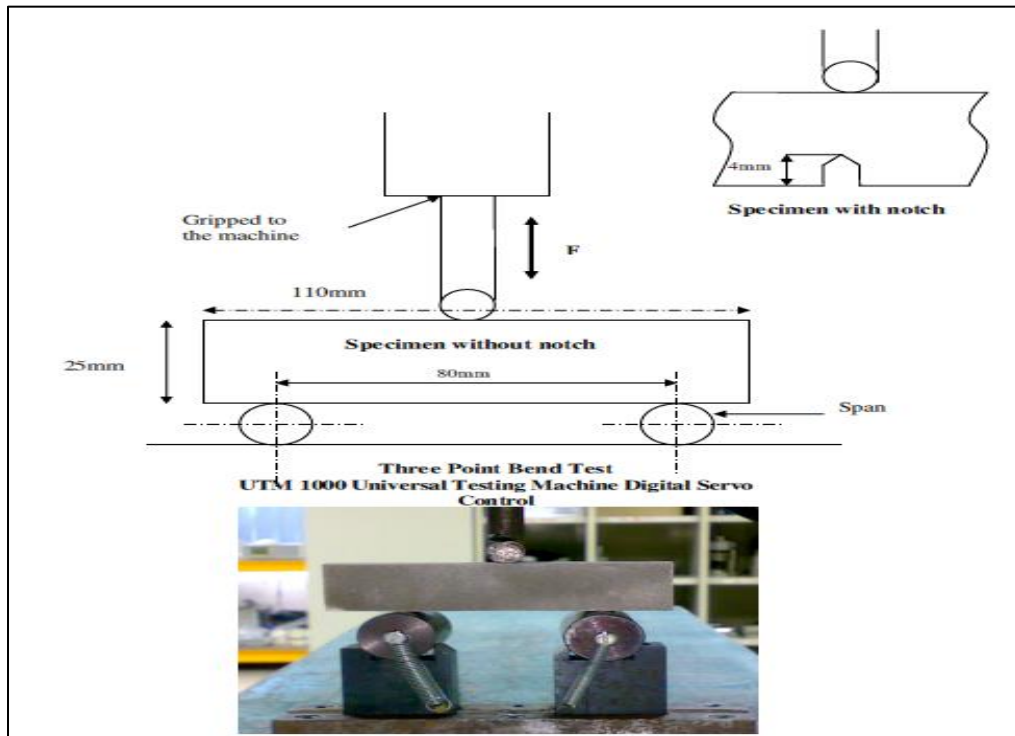 4mm
Specimen with notch
Gripped to
the machine
F
110mm
Specimen without notch
25mm
80mm
Span
Three Point Bend Test
UTM 1000 Universal Testing Machine Digital Servo
Control